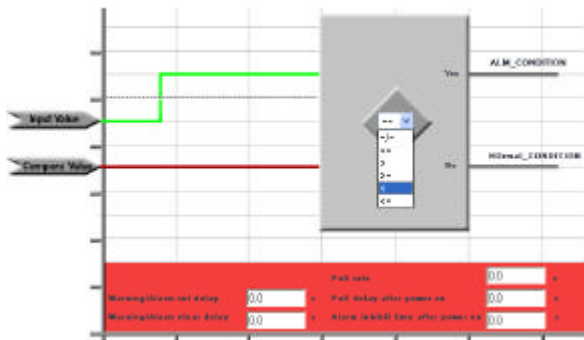 ALM_CONDITION
Yes
Input Value
--
-/-
==
>
Compare Value
No
NOrmal_CONDITION
>=
<
<=
Poll rate
0.0
s
Warning/Alarm set delay
0.0
s
Poll delay after power on
0.0
s
Warning/Alarm clear delay
0.0
s
Alarm inhibit time after power on
0.0
s